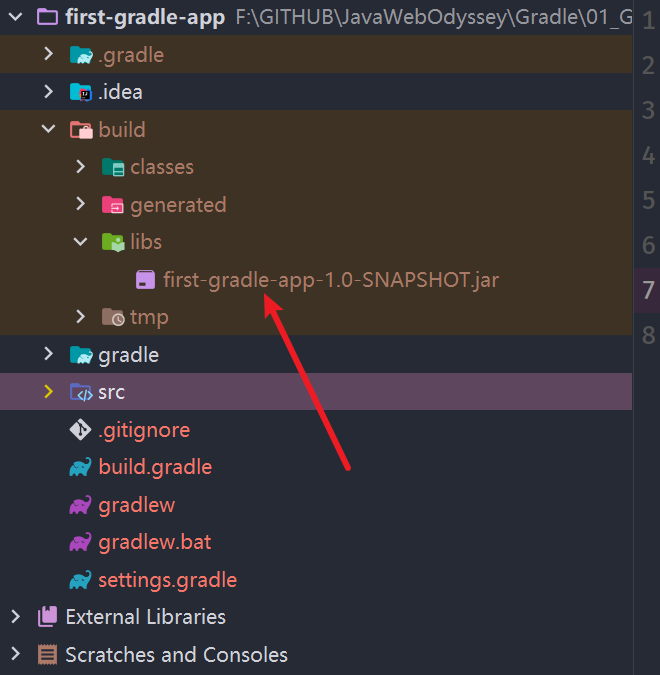 first-gradle-app F:\GITHUB\JavaWebOdyssey\Gradle\01_G
.gradle
.idea
build
classes
generated
libs
first-gradle-app-1.0-SNAPSHOT.jar
tmp
gradle
src
.gitignore
build.gradle
gradlew
gradlew.bat
settings.gradle
External Libraries
Scratches and Consoles
1
2
3
4
5
6
7
8